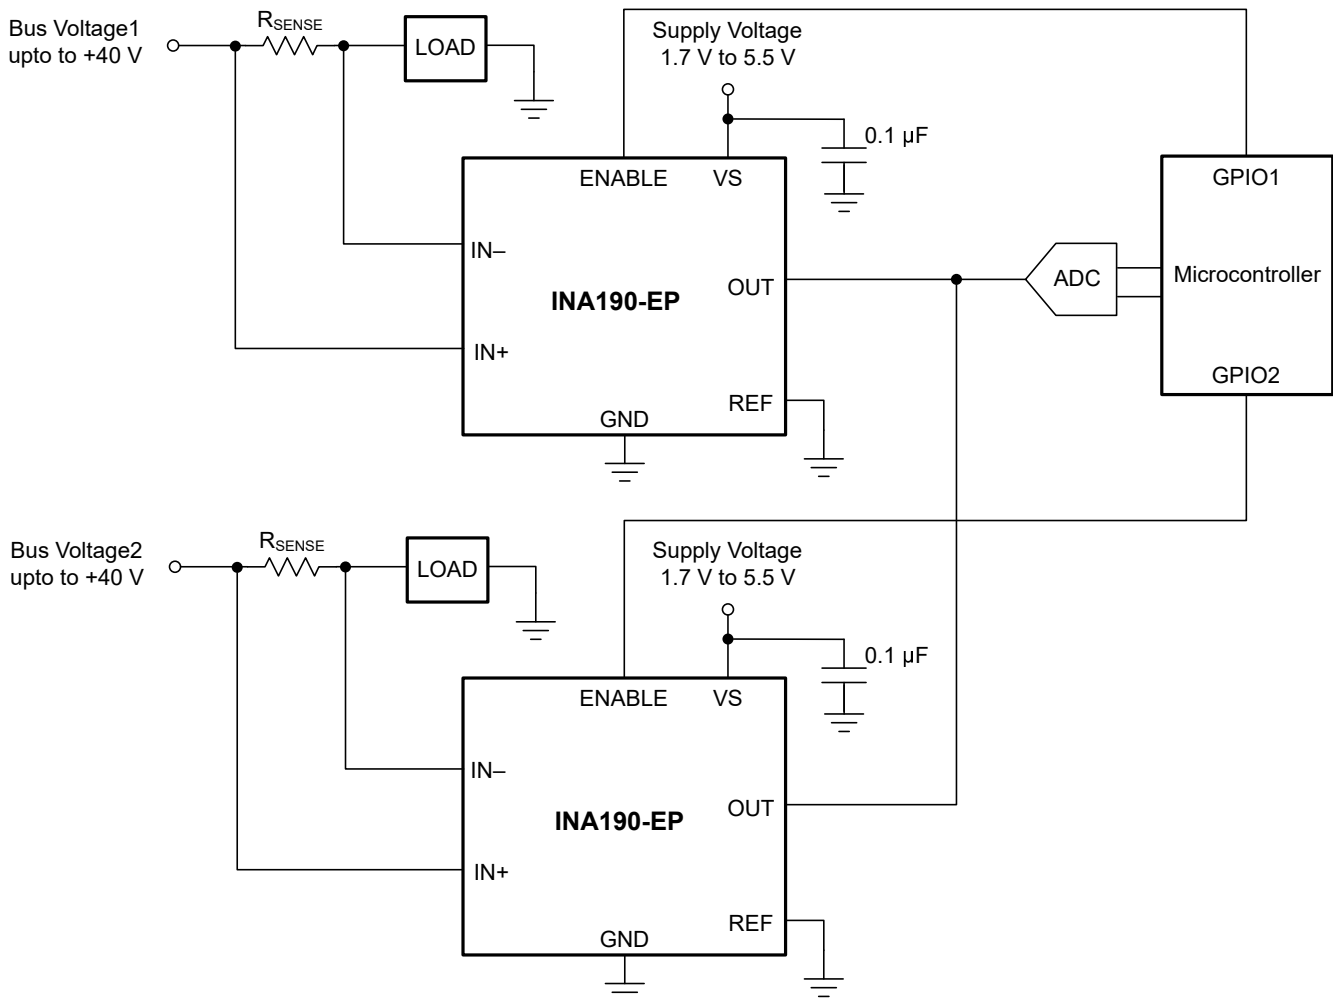 Bus Voltage1
upto to +40 V
RSENSE
LOAD
Supply Voltage
1.7 V to 5.5 V
0.1 µF
ENABLE
VS
GPIO1
IN–
INA190-EP
OUT
ADC
Microcontroller
IN+
REF
GPIO2
GND
Bus Voltage2
upto to +40 V
RSENSE
LOAD
Supply Voltage
1.7 V to 5.5 V
0.1 µF
ENABLE
VS
IN–
INA190-EP
OUT
IN+
REF
GND